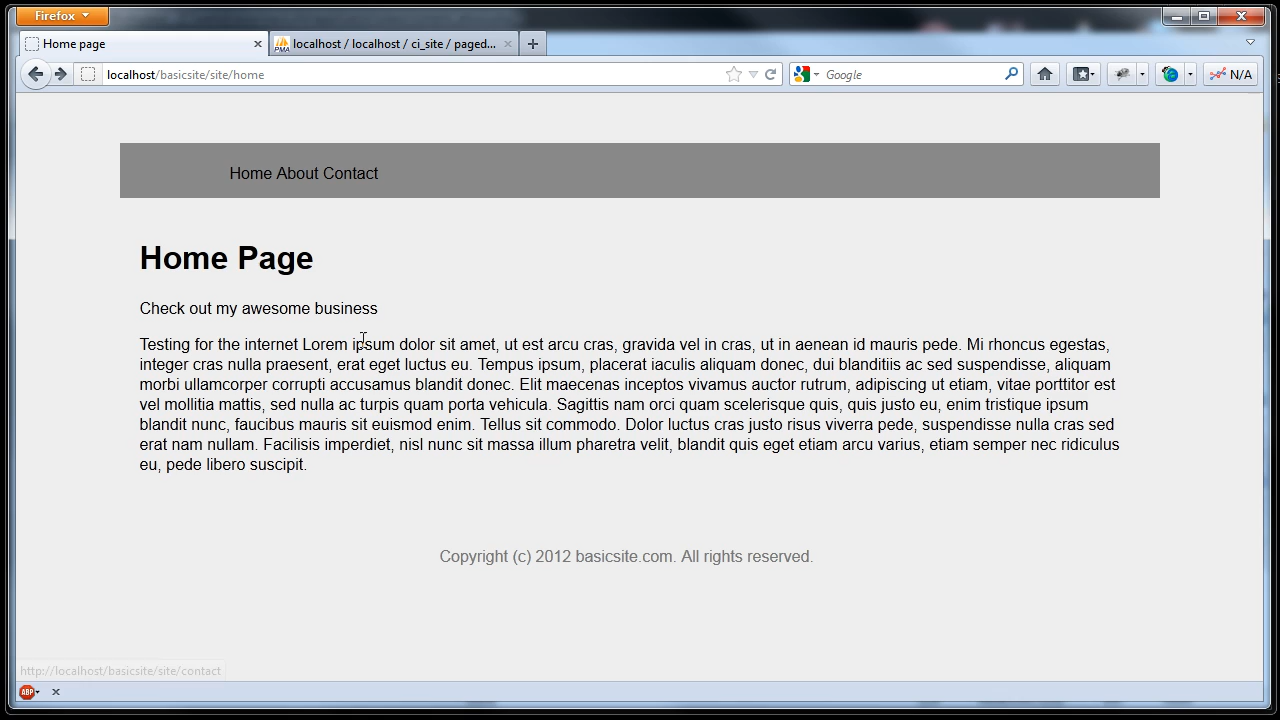 Firefox
Home page
localhost / localhost / ci_site / paged...
localhost/basicsite/site/home
Google
N/A
Home About Contact
Home Page
Check out my awesome business
Testing for the internet Lorem ipsum dolor sit amet, ut est arcu cras, gravida vel in cras, ut in aenean id mauris pede. Mi rhoncus egestas,
integer cras nulla praesent, erat eget luctus eu. Tempus ipsum, placerat iaculis aliquam donec, dui blanditiis ac sed suspendisse, aliquam
morbi ullamcorper corrupti accusamus blandit donec. Elit maecenas inceptos vivamus auctor rutrum, adipiscing ut etiam, vitae porttitor est
vel mollitia mattis, sed nulla ac turpis quam porta vehicula. Sagittis nam orci quam scelerisque quis, quis justo eu, enim tristique ipsum
blandit nunc, faucibus mauris sit euismod enim. Tellus sit commodo. Dolor luctus cras justo risus viverra pede, suspendisse nulla cras sed
erat nam nullam. Facilisis imperdiet, nisl nunc sit massa illum pharetra velit, blandit quis eget etiam arcu varius, etiam semper nec ridiculus
eu, pede libero suscipit.
Copyright (c) 2012 basicsite.com. All rights reserved.
http://localhost/basicsite/site/contact
ABP